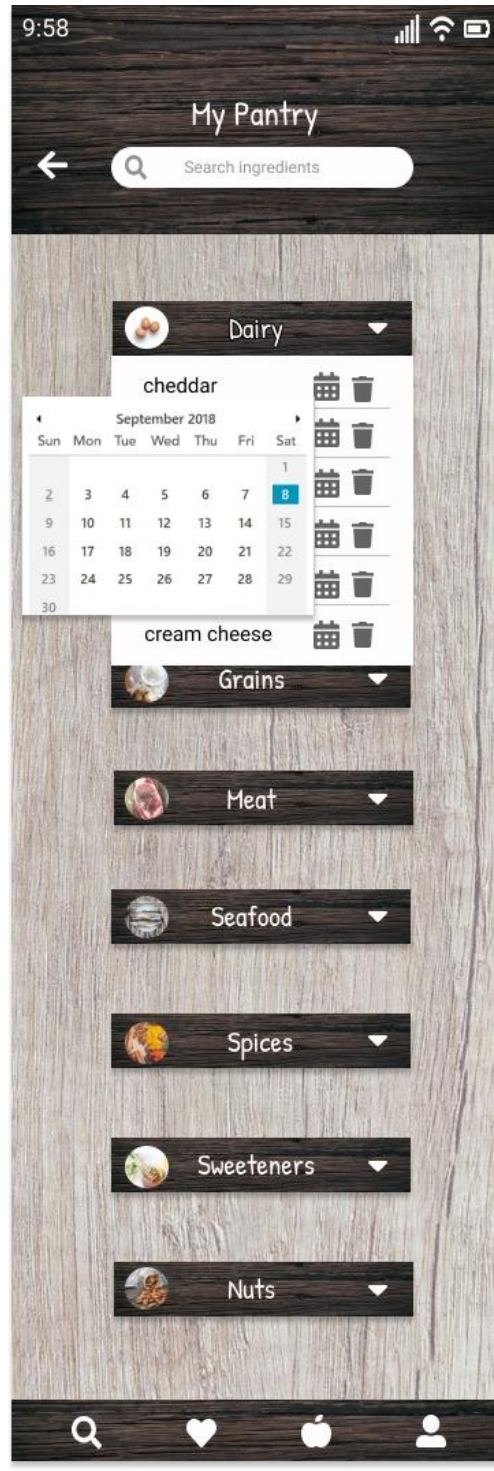 9:58
My Pantry
Search ingredients
Dairy
cheddar
September 2018
Sun Mon Tue Wed Thu Fri Sat
1
2 3 4 5 6 7 8
9 10 11 12 13 14 15
16 17 18 19 20 21 22
23 24 25 26 27 28 29
30
cream cheese
Grains
Meat
Seafood
Spices
Sweeteners
Nuts